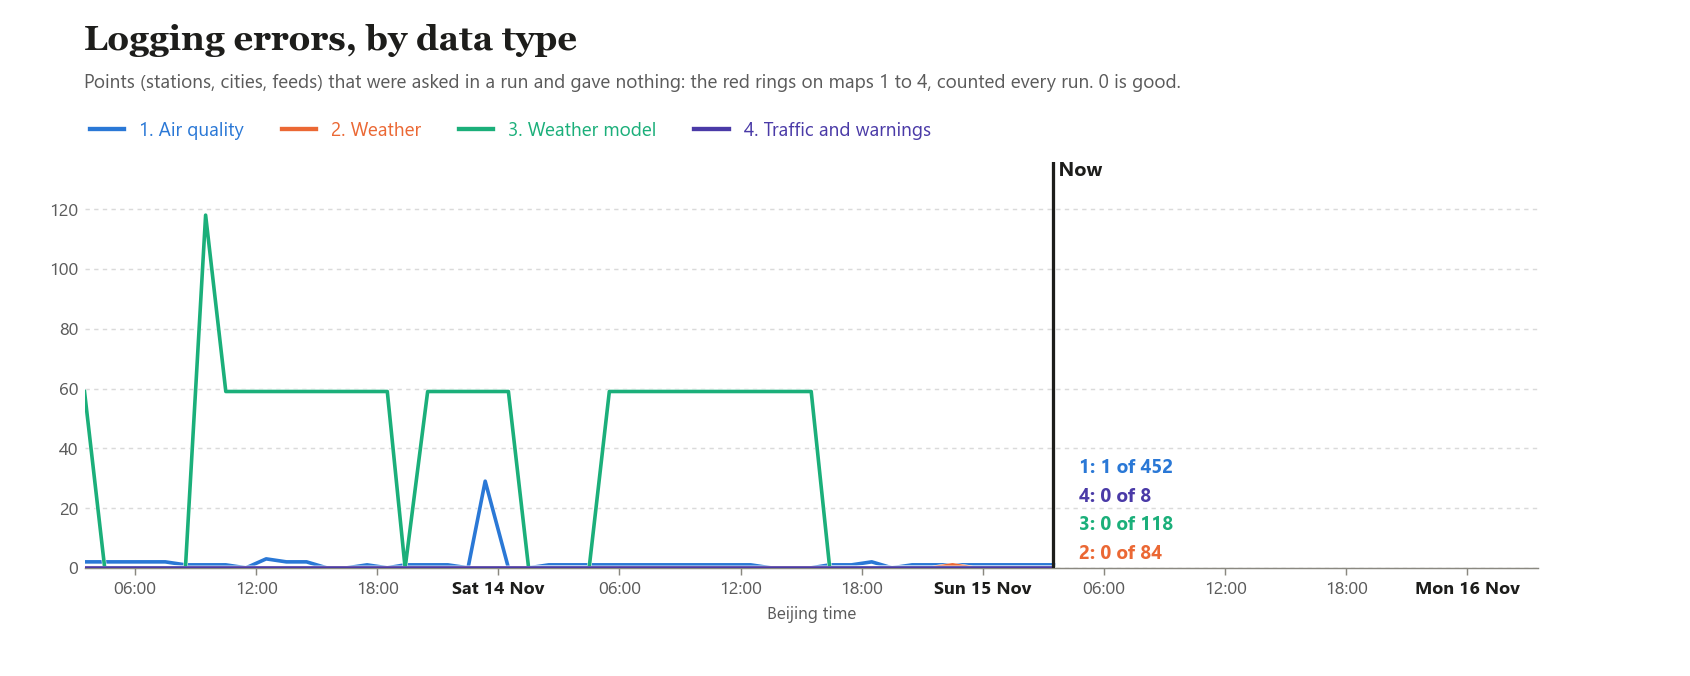 Logging errors, by data type
Points (stations, cities, feeds) that were asked in a run and gave nothing: the red rings on maps 1 to 4, counted every run. 0 is good.
1. Air quality 2. Weather 3. Weather model 4. Traffic and warnings
Now
120
100
80
60
40
20
0
1: 1 of 452
4: 0 of 8
3: 0 of 118
2: 0 of 84
06:00 12:00 18:00 Sat 14 Nov 06:00 12:00 18:00 Sun 15 Nov 06:00 12:00 18:00 Mon 16 Nov
Beijing time